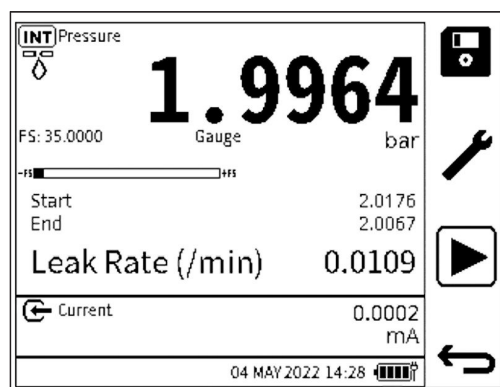 INT Pressure
1.9964
FS: 35.0000 Gauge bar
-FS +FS
Start 2.0176
End 2.0067
Leak Rate (/min) 0.0109
Current 0.0002
mA
04 MAY 2022 14:28